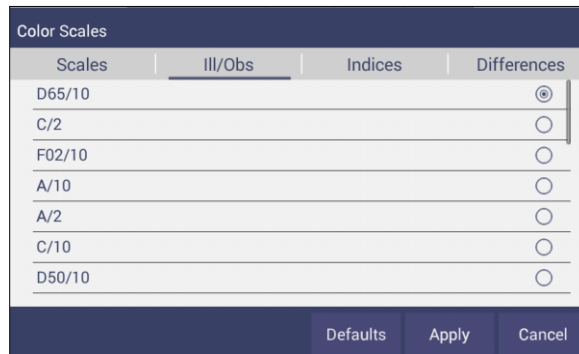 Color Scales
Scales Ill/Obs Indices Differences
D65/10
C/2
F02/10
A/10
A/2
C/10
D50/10
Defaults Apply Cancel